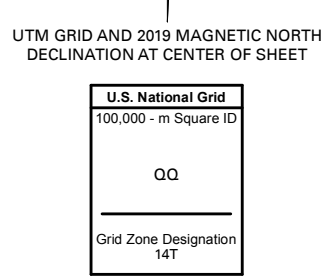 UTM GRID AND 2019 MAGNETIC NORTH
DECLINATION AT CENTER OF SHEET
U.S. National Grid
100,000 - m Square ID
QQ
Grid Zone Designation
14T